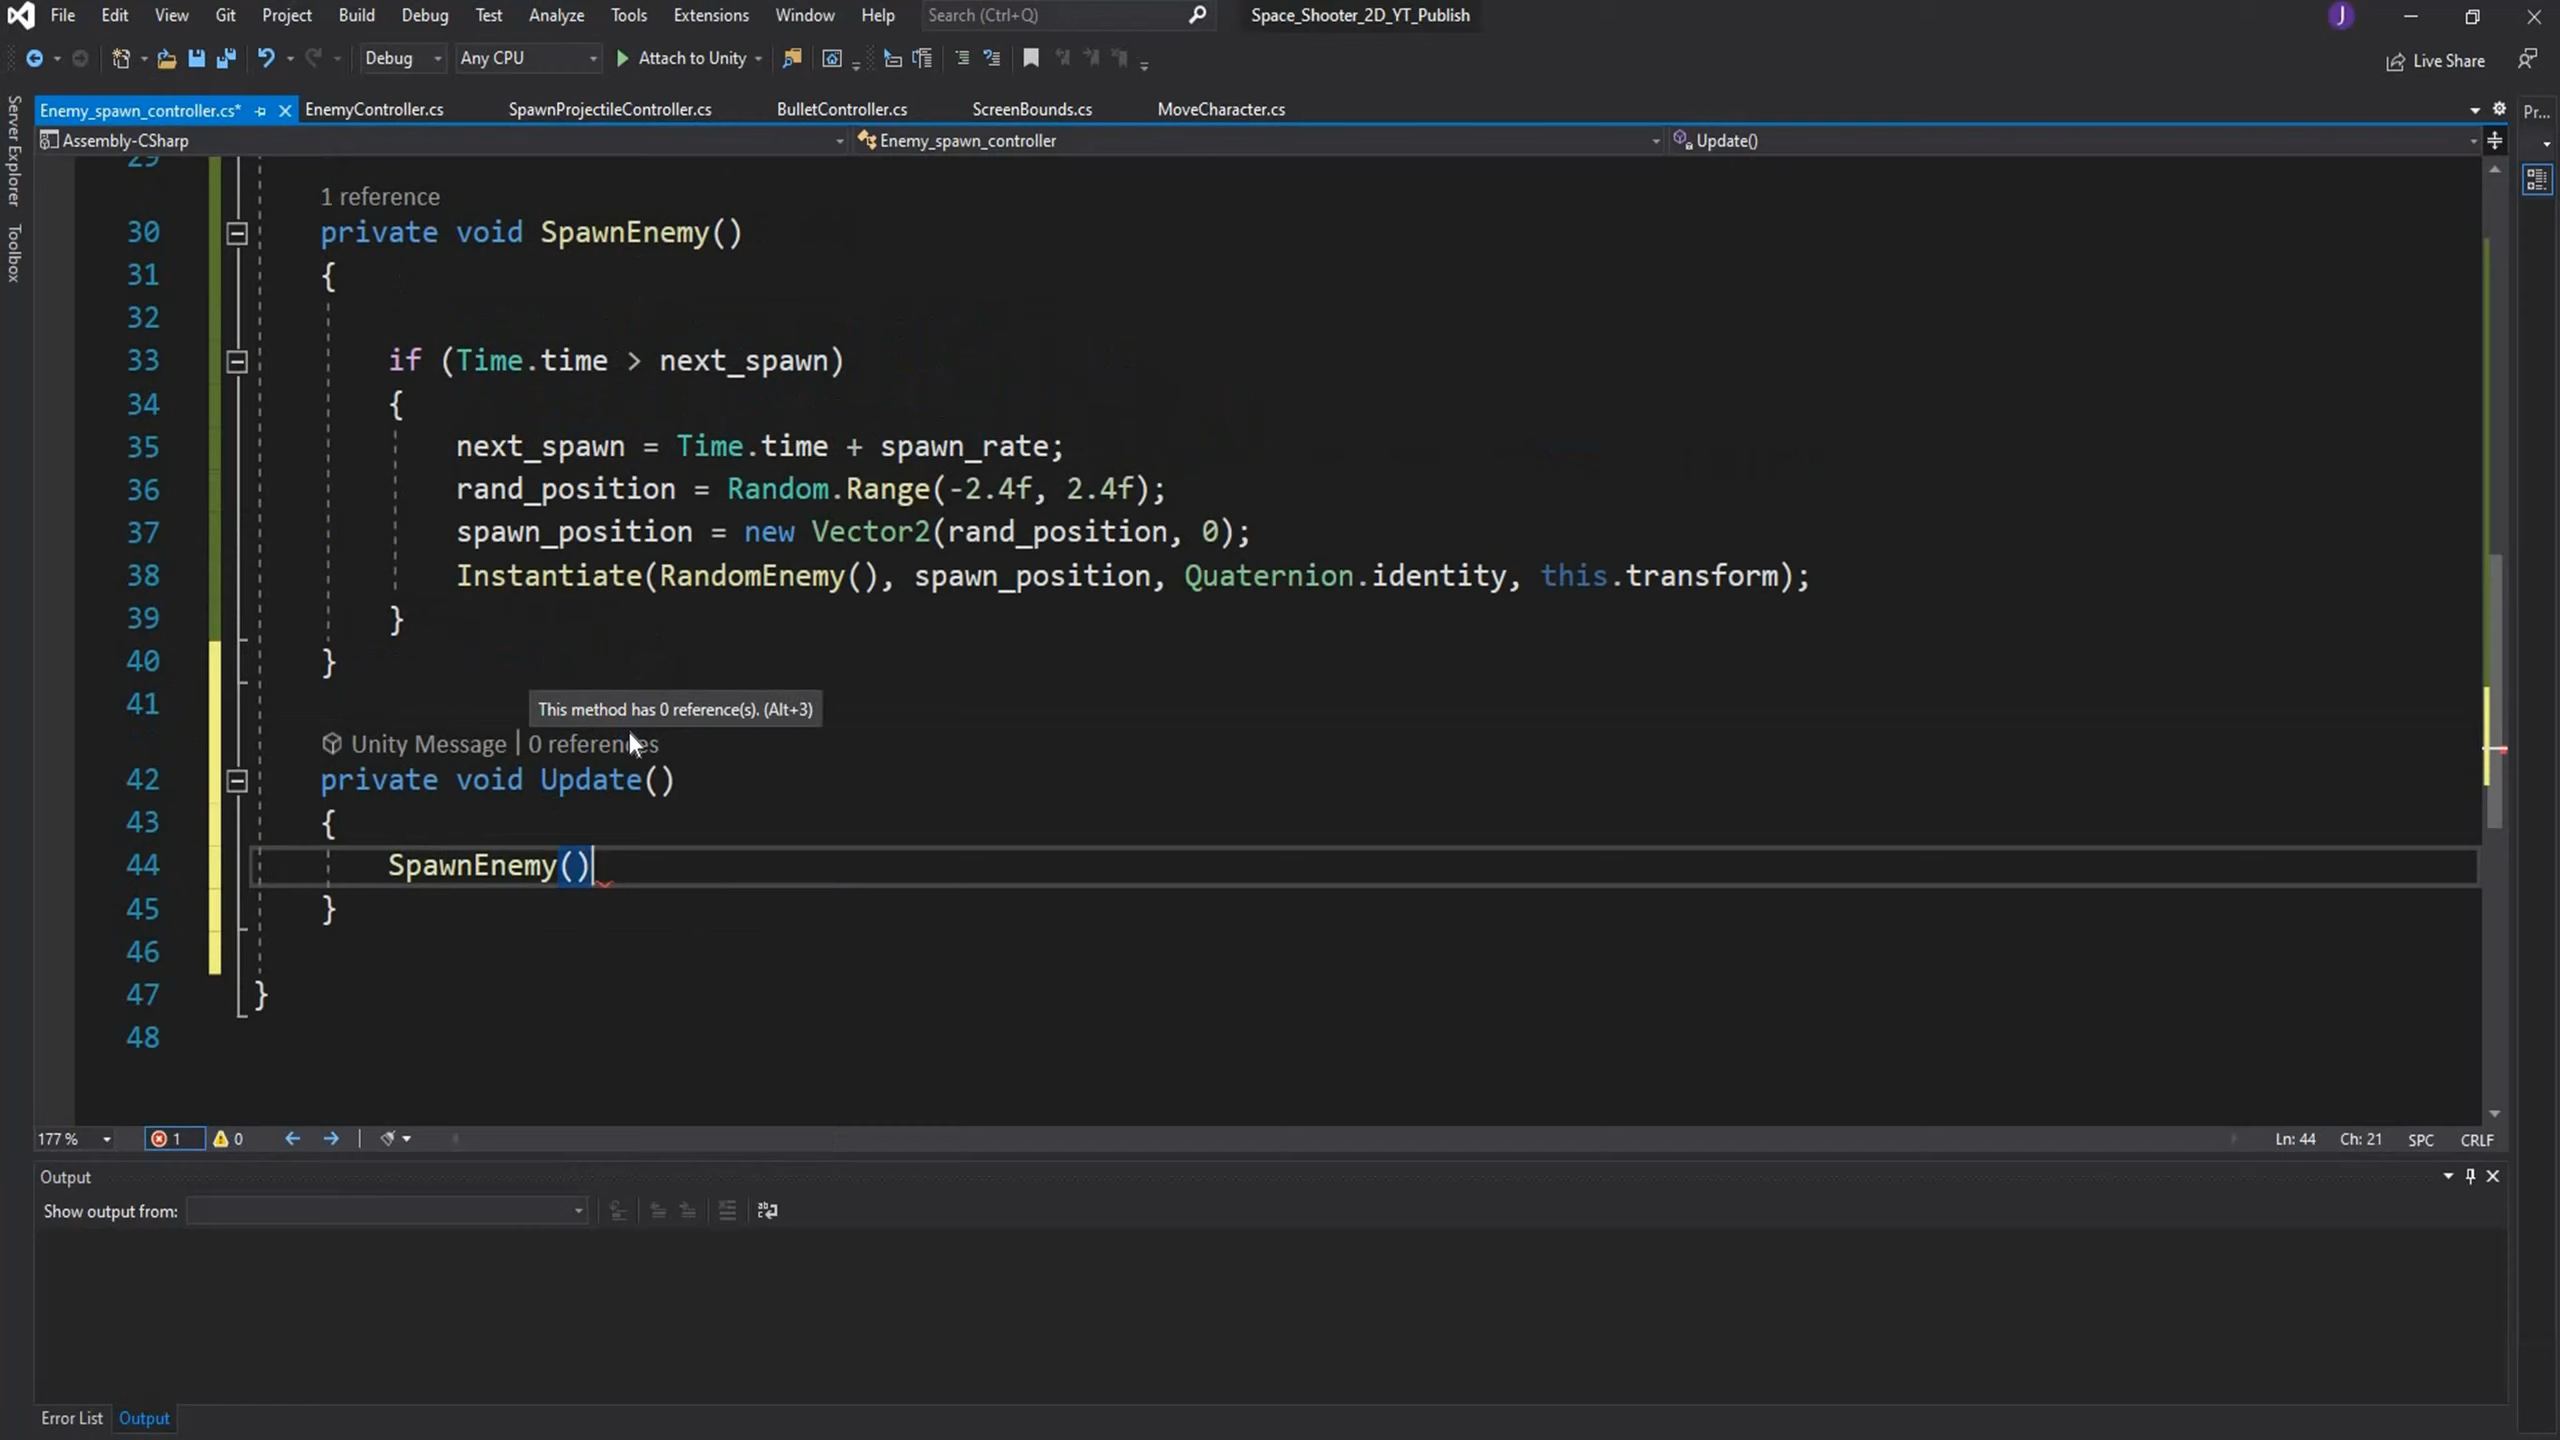 File Edit View Git Project Build Debug Test Analyze Tools Extensions Window Help Search (Ctrl+Q) Space_Shooter_2D_YT_Publish J
Debug Any CPU Attach to Unity Live Share
Server Explorer
Toolbox
Enemy_spawn_controller.cs* EnemyController.cs SpawnProjectileController.cs BulletController.cs ScreenBounds.cs MoveCharacter.cs Pr...
Assembly-CSharp Enemy_spawn_controller Update()
29
1 reference
30 private void SpawnEnemy()
31 {
32
33 if (Time.time > next_spawn)
34 {
35 next_spawn = Time.time + spawn_rate;
36 rand_position = Random.Range(-2.4f, 2.4f);
37 spawn_position = new Vector2(rand_position, 0);
38 Instantiate(RandomEnemy(), spawn_position, Quaternion.identity, this.transform);
39 }
40 }
41
This method has 0 reference(s). (Alt+3)
Unity Message | 0 references
42 private void Update()
43 {
44 SpawnEnemy()
45 }
46
47 }
48
177 % 1 0 Ln: 44 Ch: 21 SPC CRLF
Output
Show output from:
Error List Output